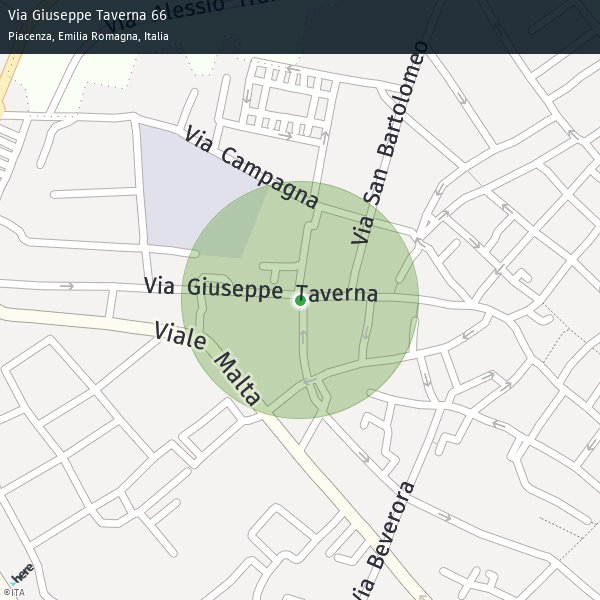 Via Giuseppe Taverna 66
Piacenza, Emilia Romagna, Italia
Via Alessio
Via Campagna
Via San Bartolomeo
Via Giuseppe Taverna
Viale Malta
Via Beverora
here
©ITA